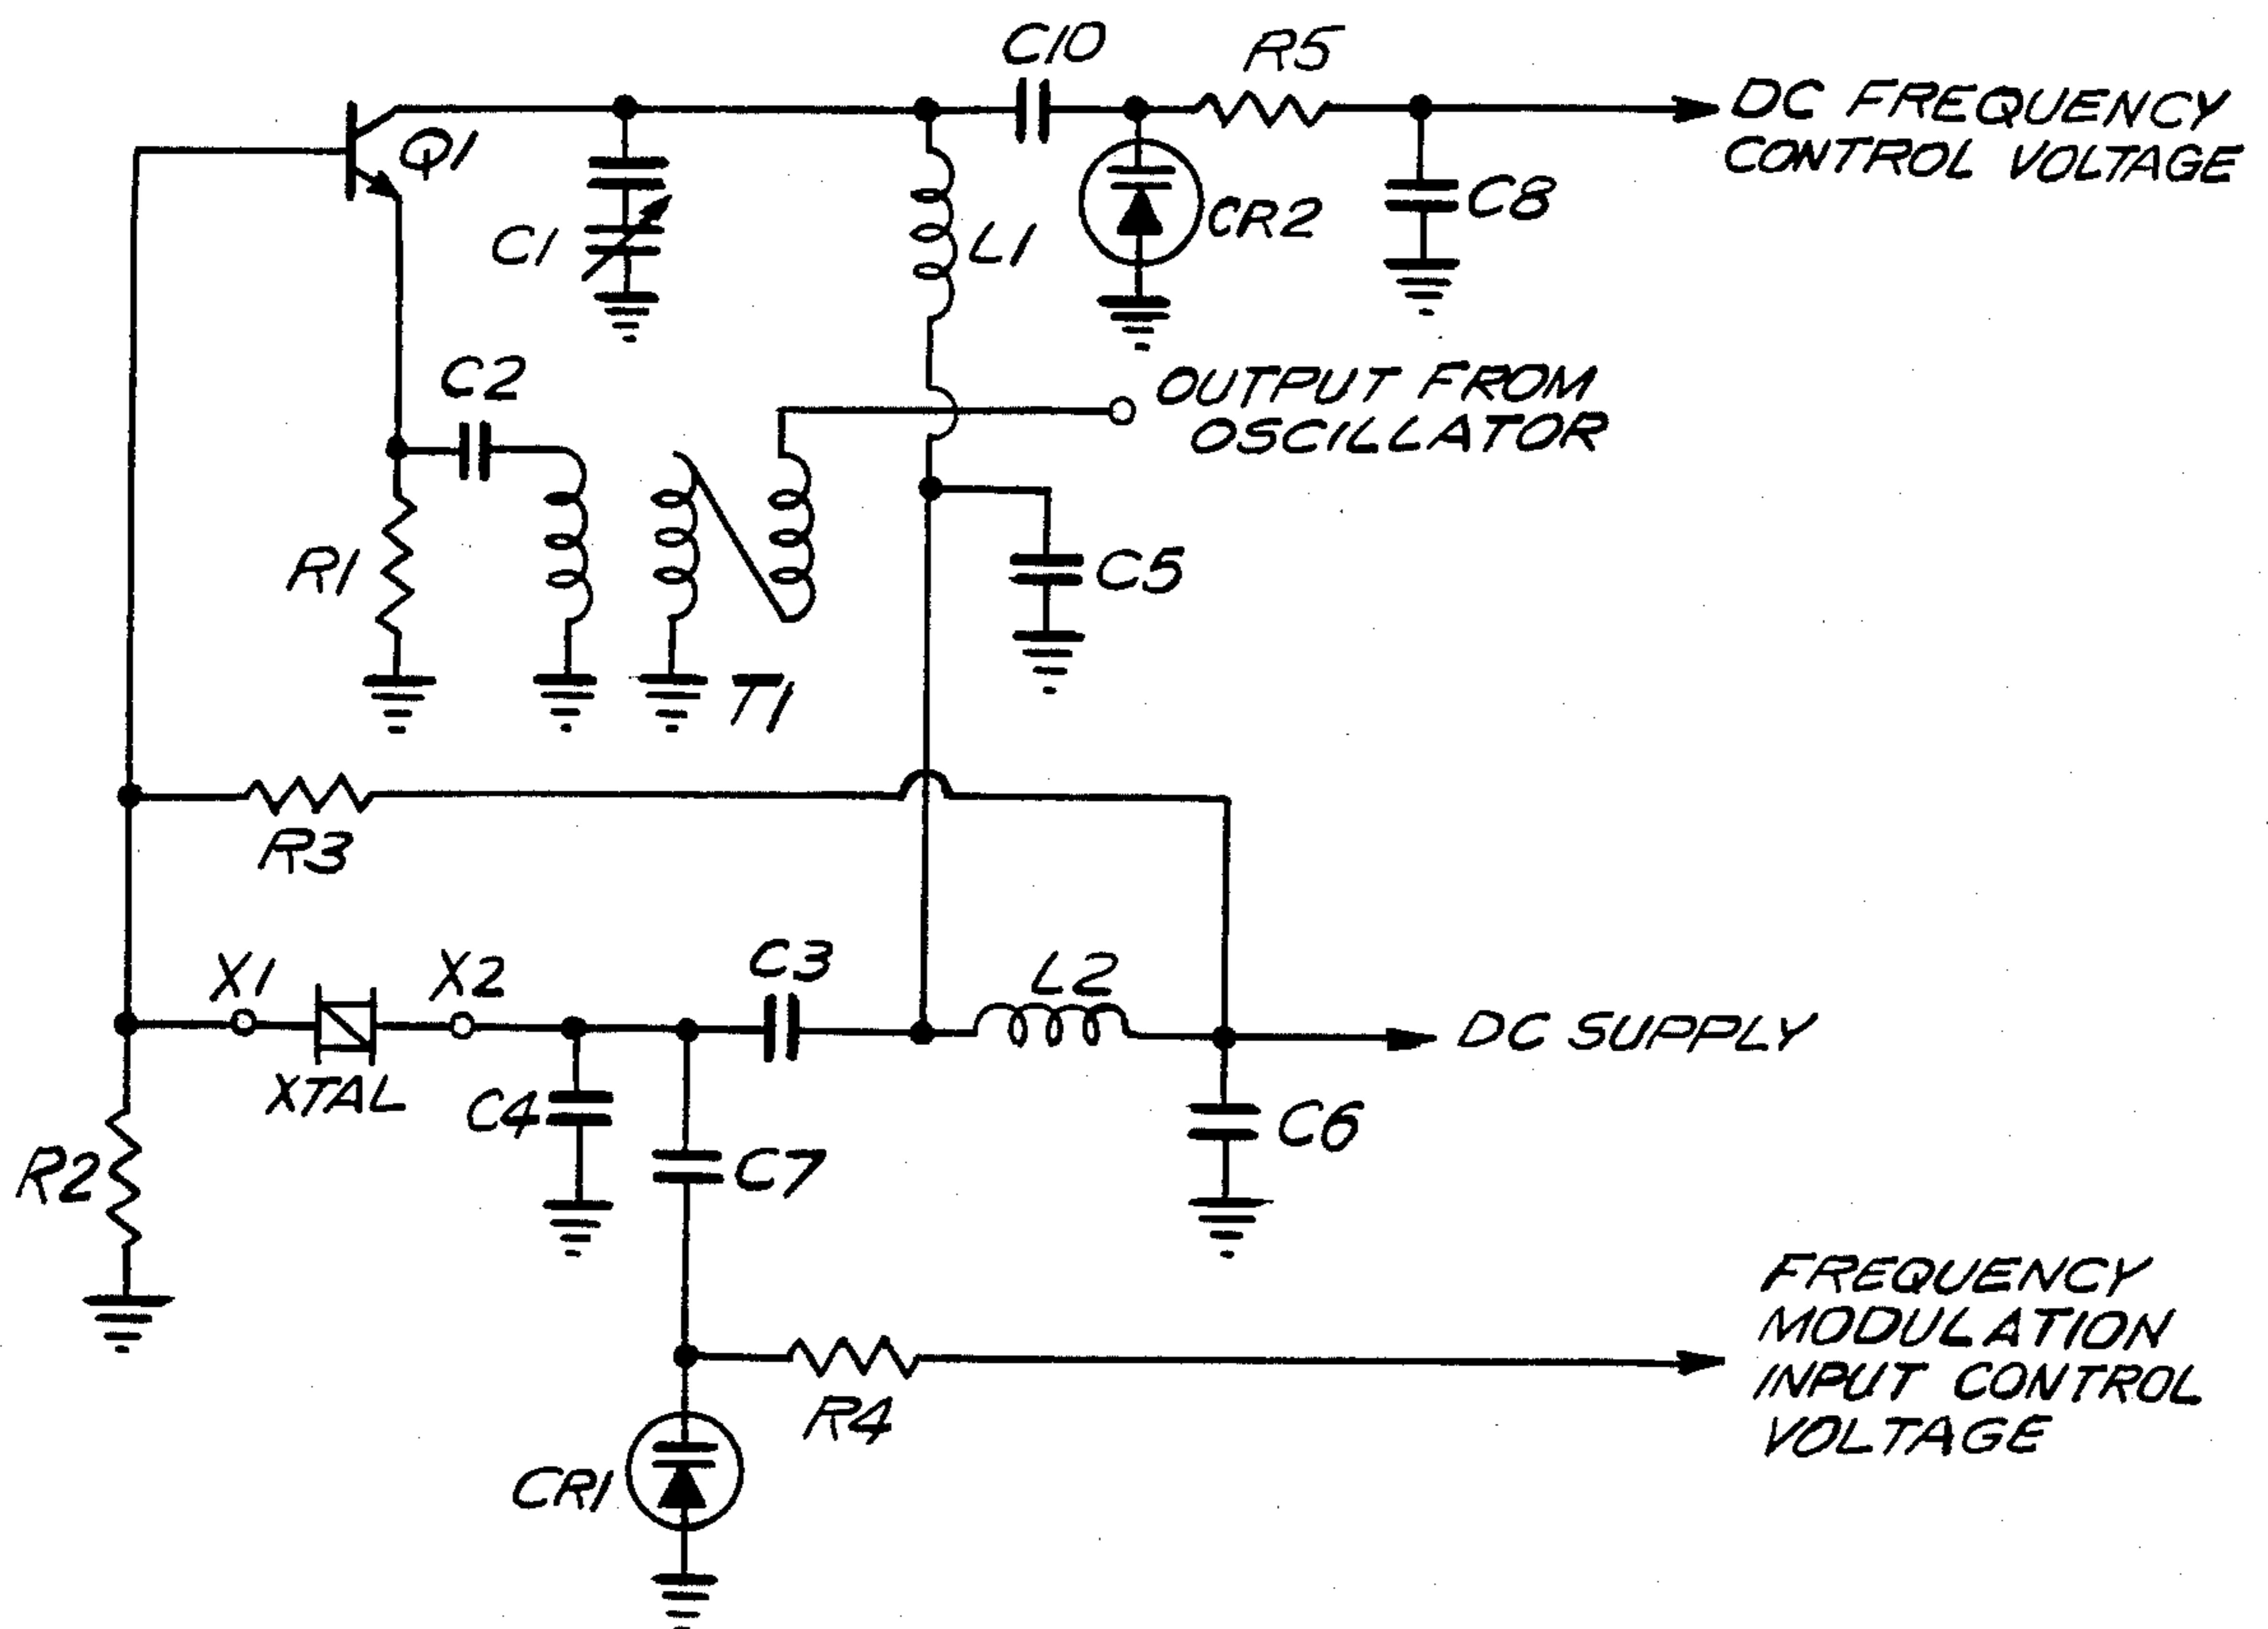 C10
R5
DC FREQUENCY
CONTROL VOLTAGE
Q1
C1
L1
CR2
C8
C2
OUTPUT FROM
OSCILLATOR
R1
C5
T1
R3
X1
X2
C3
L2
DC SUPPLY
XTAL
C4
C6
R2
C7
FREQUENCY
MODULATION
INPUT CONTROL
VOLTAGE
R4
CR1